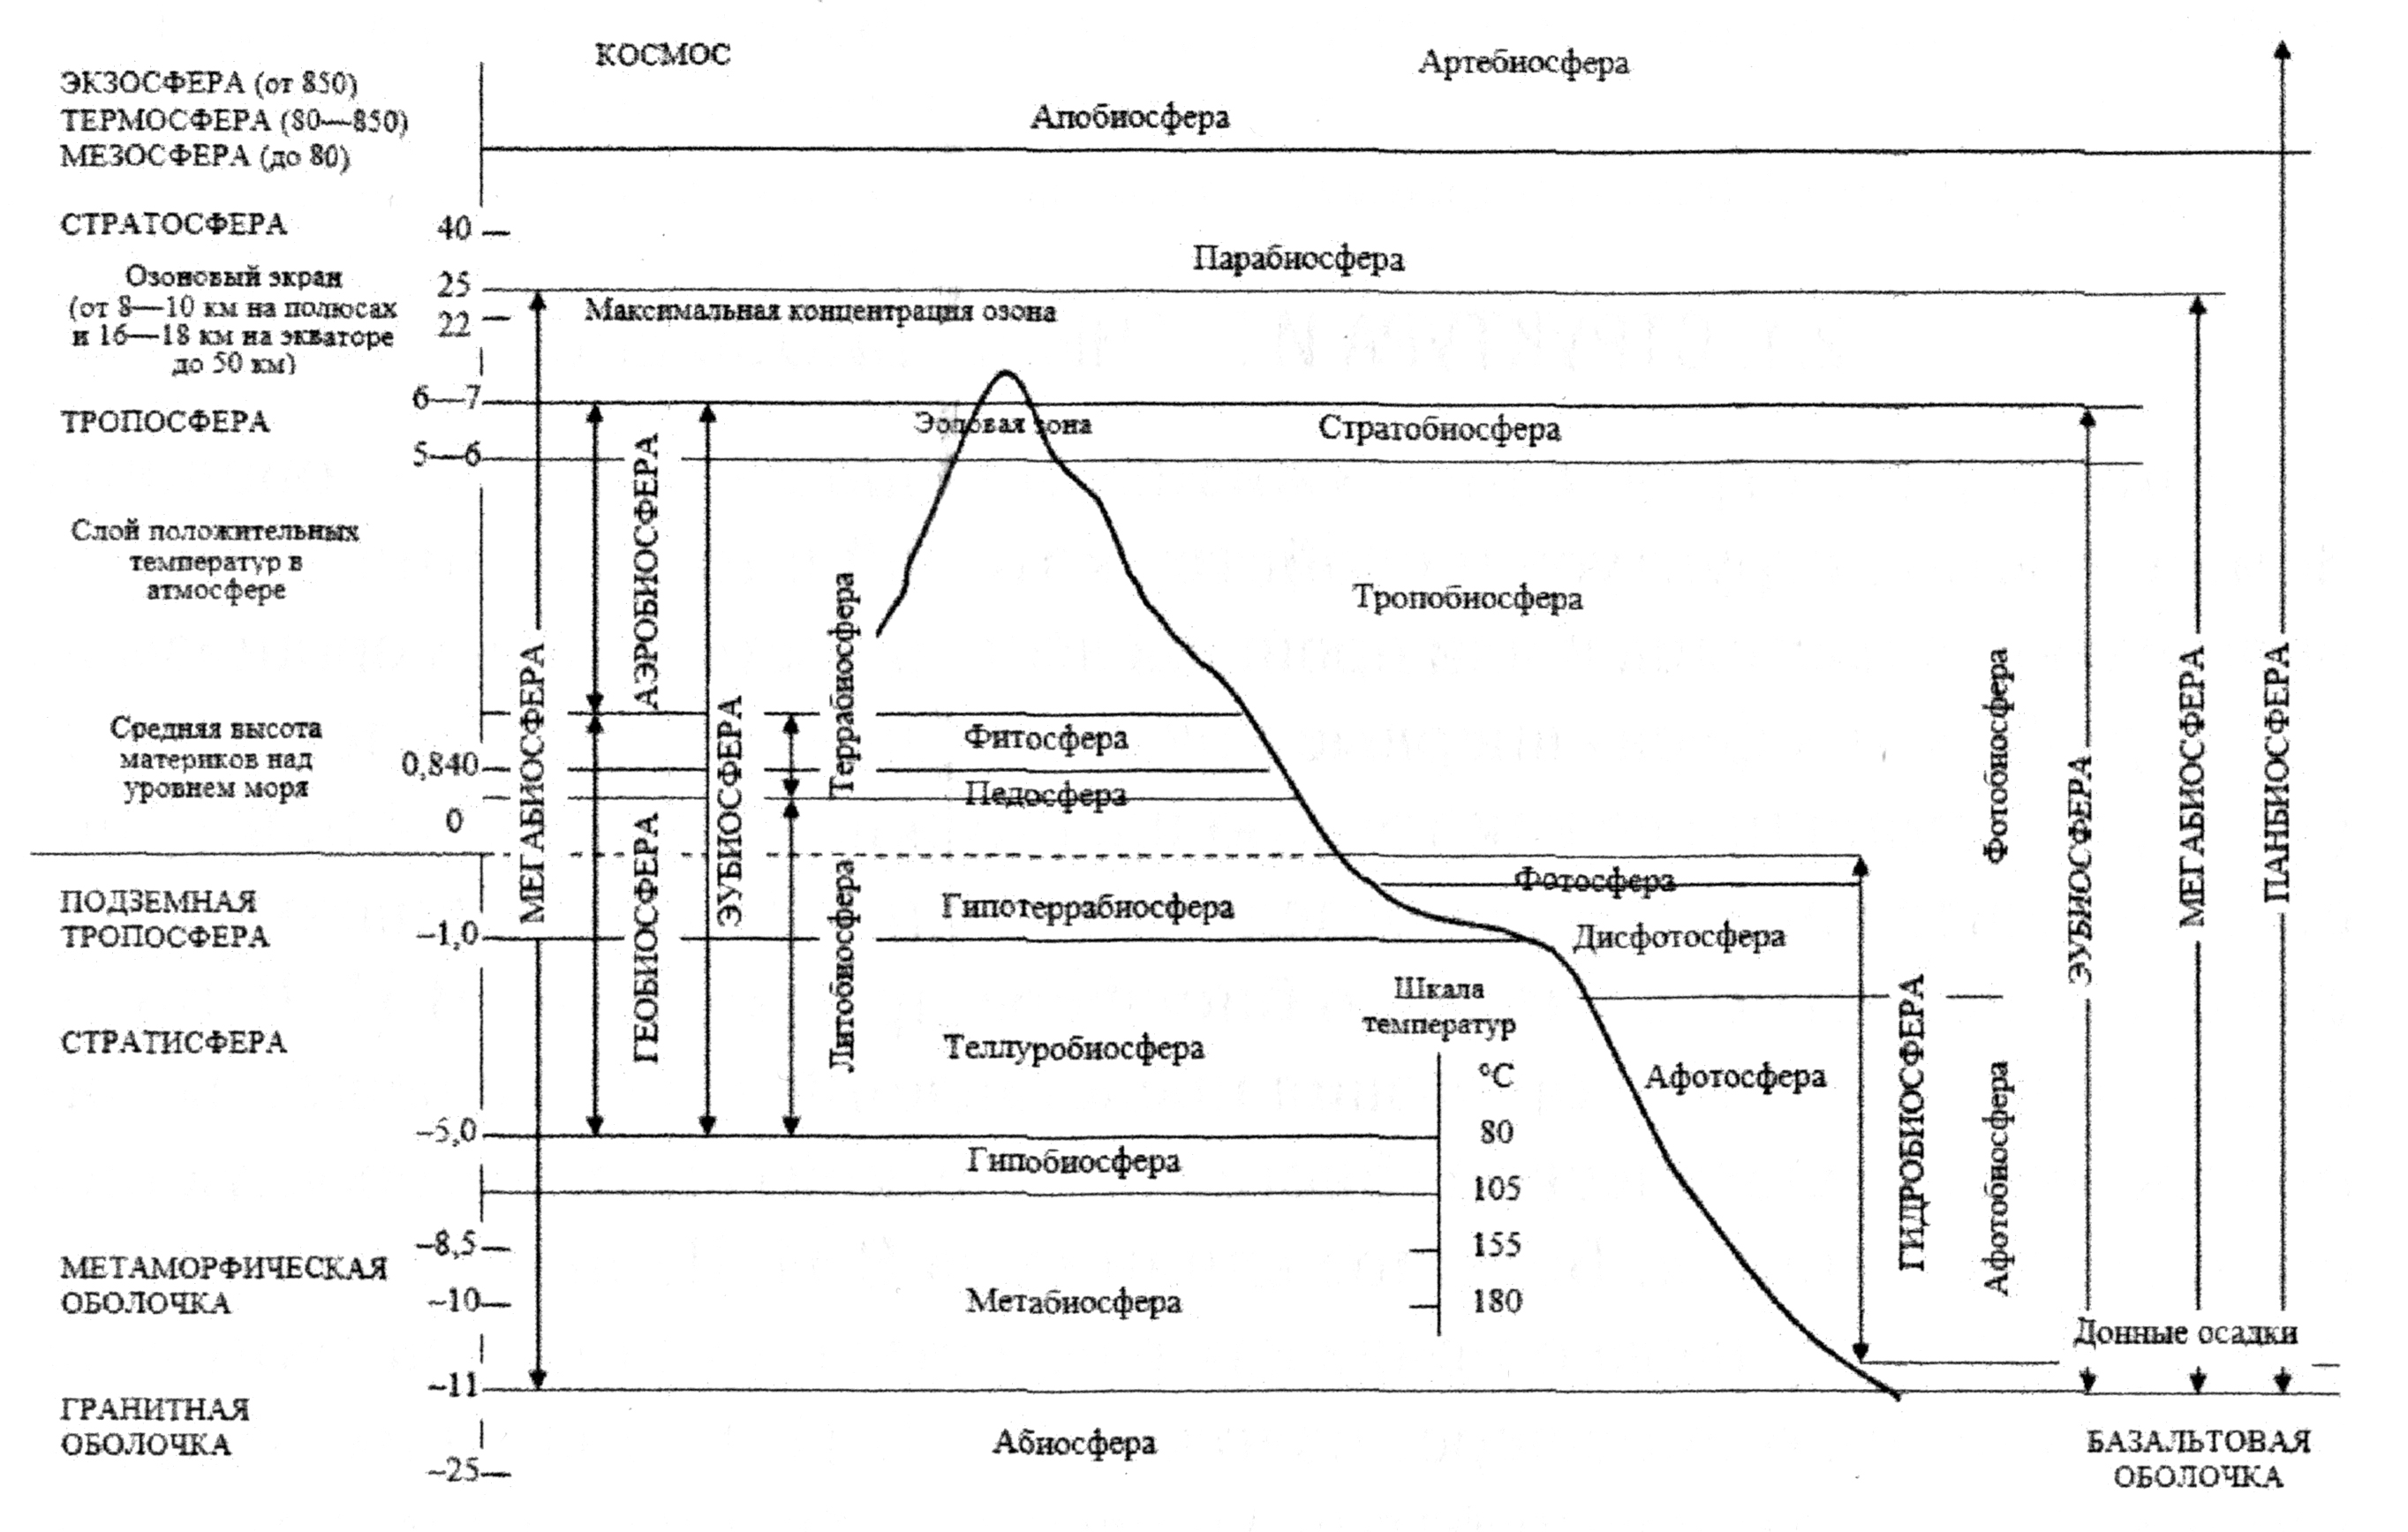 КОСМОС
Артебиосфера
ЭКЗОСФЕРА (от 850)
ТЕРМОСФЕРА (80—850)
МЕЗОСФЕРА (до 80)
Апобиосфера
СТРАТОСФЕРА
40
Парабиосфера
Озоновый экран
(от 8—10 км на полюсах
и 16—18 км на экваторе
до 50 км)
25
22
Максимальная концентрация озона
6—7
ТРОПОСФЕРА
Эоловая зона
Стратобиосфера
5—6
Слой положительных
температур в
атмосфере
Тропобиосфера
Средняя высота
материков над
уровнем моря
0,840
0
МЕГАБИОСФЕРА
АЭРОБИОСФЕРА
ГЕОБИОСФЕРА
ЭУБИОСФЕРА
Террабиосфера
Литобиосфера
Фитосфера
Педосфера
Фотобиосфера
ЭУБИОСФЕРА
МЕГАБИОСФЕРА
ПАНБИОСФЕРА
ПОДЗЕМНАЯ
ТРОПОСФЕРА
–1,0
Гипотеррабиосфера
Фотосфера
Дисфотосфера
СТРАТИСФЕРА
Теллуробиосфера
Шкала
температур
°C
80
105
155
180
Афотосфера
ГИДРОБИОСФЕРА
Афотобиосфера
–5,0
Гипобиосфера
–8,5
МЕТАМОРФИЧЕСКАЯ
ОБОЛОЧКА
–10
Метабиосфера
Донные осадки
–11
ГРАНИТНАЯ
ОБОЛОЧКА
–25
Абиосфера
БАЗАЛЬТОВАЯ
ОБОЛОЧКА